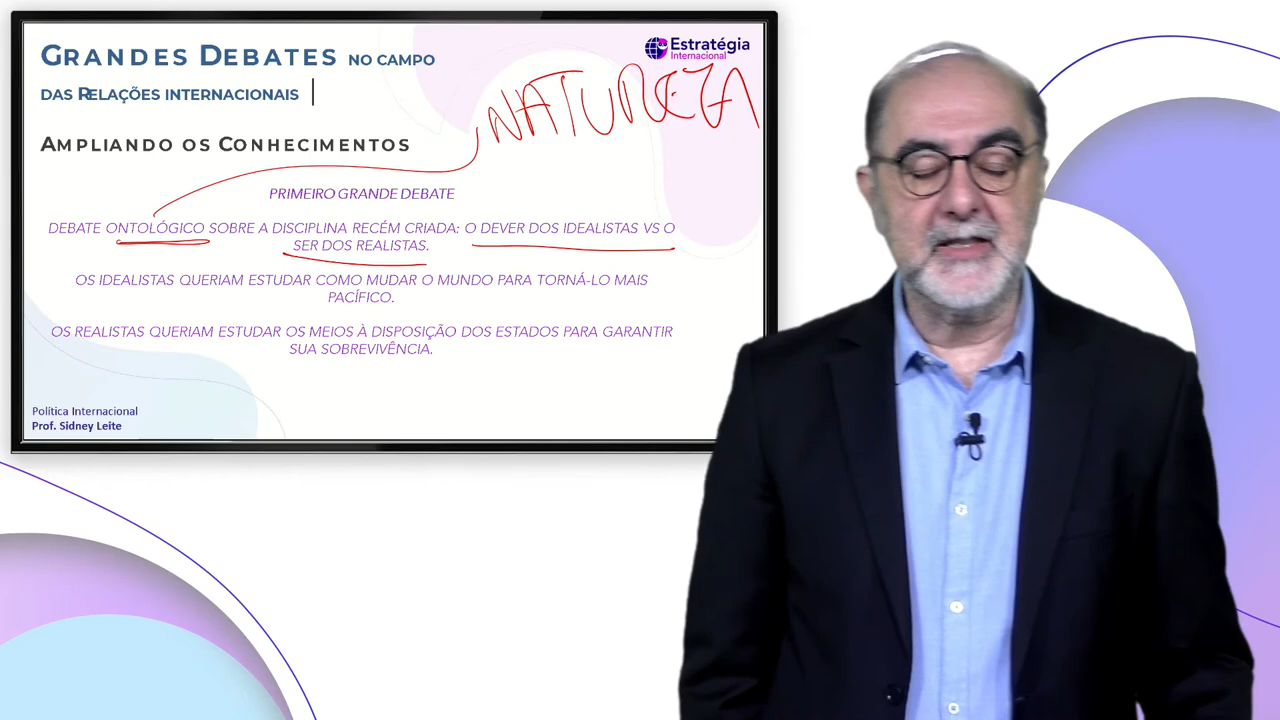 GRANDES DEBATES NO CAMPO
DAS RELAÇÕES INTERNACIONAIS
Estratégia
Internacional
NATUREZA
AMPLIANDO OS CONHECIMENTOS
PRIMEIRO GRANDE DEBATE
DEBATE ONTOLÓGICO SOBRE A DISCIPLINA RECÉM CRIADA: O DEVER DOS IDEALISTAS VS O
SER DOS REALISTAS.
OS IDEALISTAS QUERIAM ESTUDAR COMO MUDAR O MUNDO PARA TORNÁ-LO MAIS
PACÍFICO.
OS REALISTAS QUERIAM ESTUDAR OS MEIOS À DISPOSIÇÃO DOS ESTADOS PARA GARANTIR
SUA SOBREVIVÊNCIA.
Política Internacional
Prof. Sidney Leite